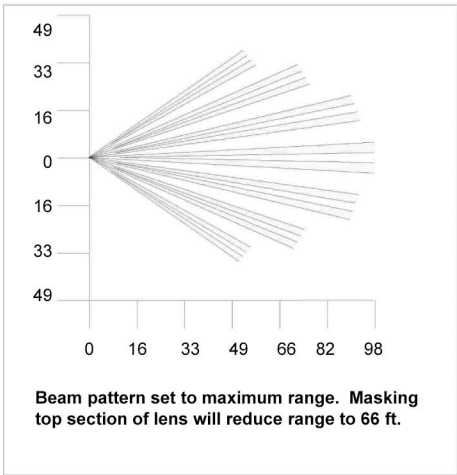 49
33
16
0
16
33
49
0 16 33 49 66 82 98
Beam pattern set to maximum range. Masking
top section of lens will reduce range to 66 ft.